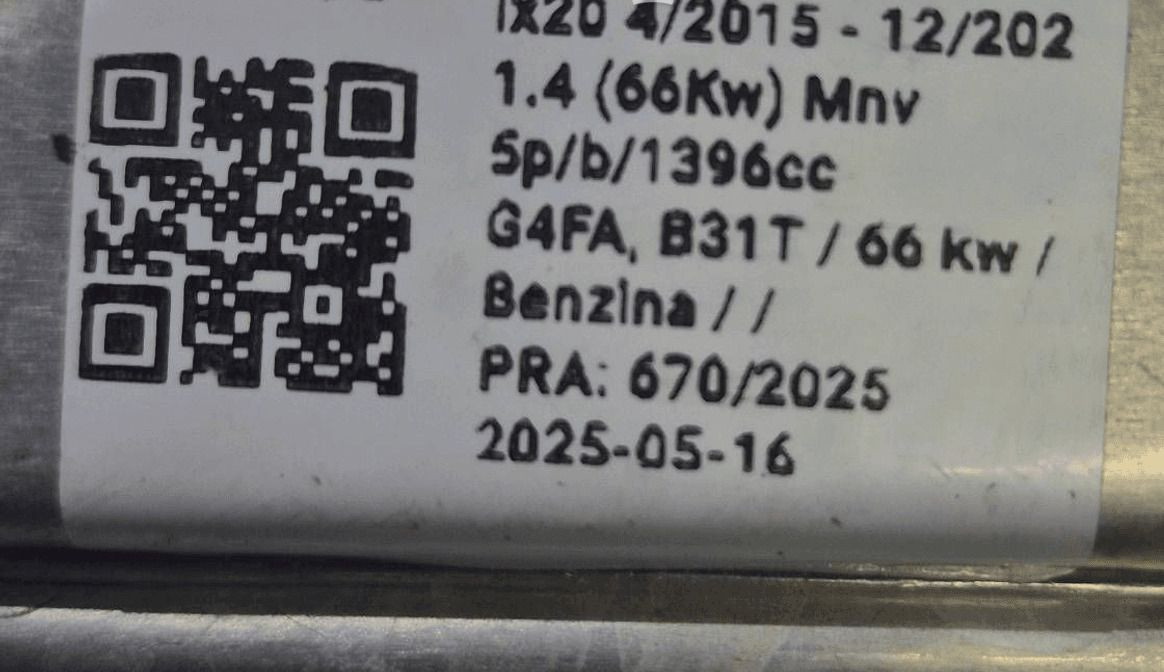 ix20 4/2015 - 12/202
1.4 (66Kw) Mnv
5p/b/1396cc
G4FA, B31T / 66 kw /
Benzina / /
PRA: 670/2025
2025-05-16